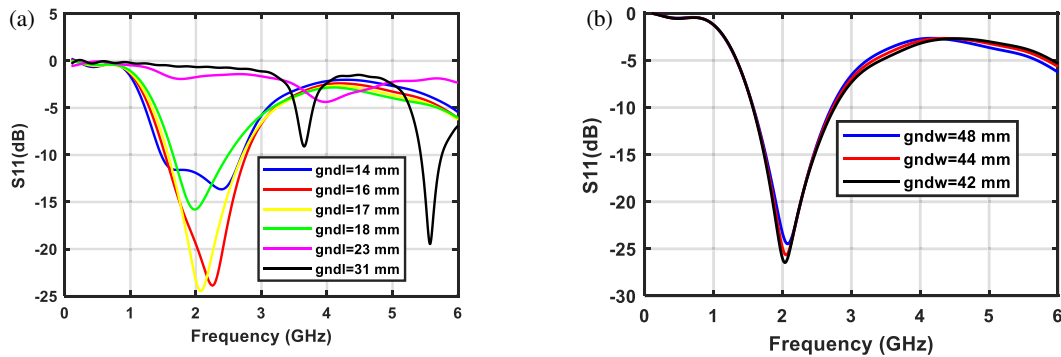 (a)
0
-5
-10
-15
-20
-25
S11(dB)
gndl=14 mm
gndl=16 mm
gndl=17 mm
gndl=18 mm
gndl=23 mm
gndl=31 mm
0 1 2 3 4 5 6
Frequency (GHz)
(b)
0
-5
-10
-15
-20
-25
-30
S11(dB)
gndw=48 mm
gndw=44 mm
gndw=42 mm
0 1 2 3 4 5 6
Frequency (GHz)